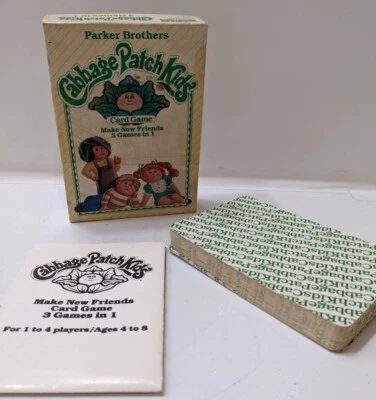 Parker Brothers
Cabbage Patch Kids
Card Game
Make New Friends
3 Games in 1
Cabbage Patch Kids
Make New Friends
Card Game
3 Games in 1
For 1 to 4 players/Ages 4 to 8